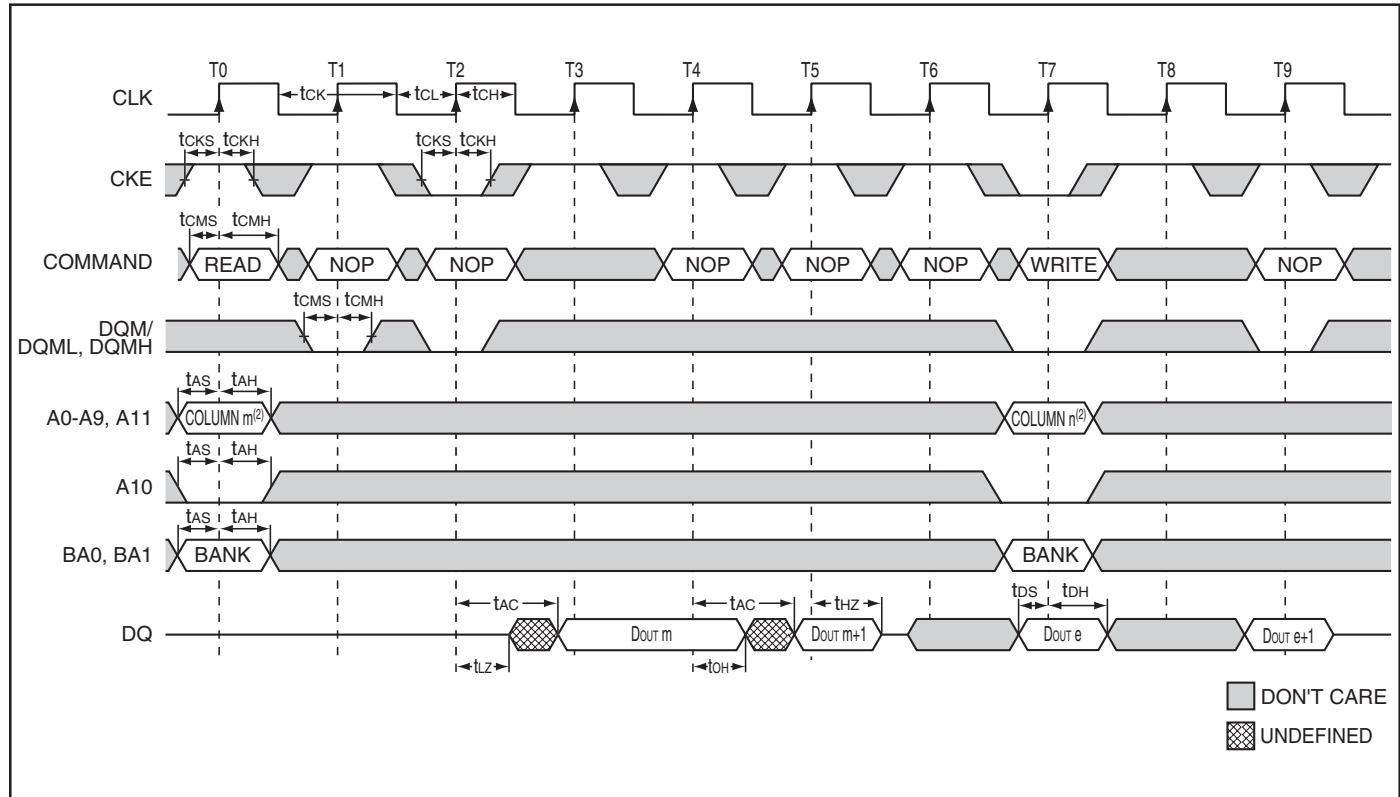 T0 T1 T2 T3 T4 T5 T6 T7 T8 T9
CLK tCK tCL tCH
tCKS tCKH tCKS tCKH
CKE
tCMS tCMH
COMMAND READ NOP NOP NOP NOP NOP WRITE NOP
tCMS tCMH
DQM/
DQML, DQMH
tAS tAH
A0-A9, A11 COLUMN m(2) COLUMN n(2)
tAS tAH
A10
tAS tAH
BA0, BA1 BANK BANK
tAC tAC tHZ tDS tDH
DQ DOUT m DOUT m+1 DOUT e DOUT e+1
tLZ tOH
DON'T CARE
UNDEFINED